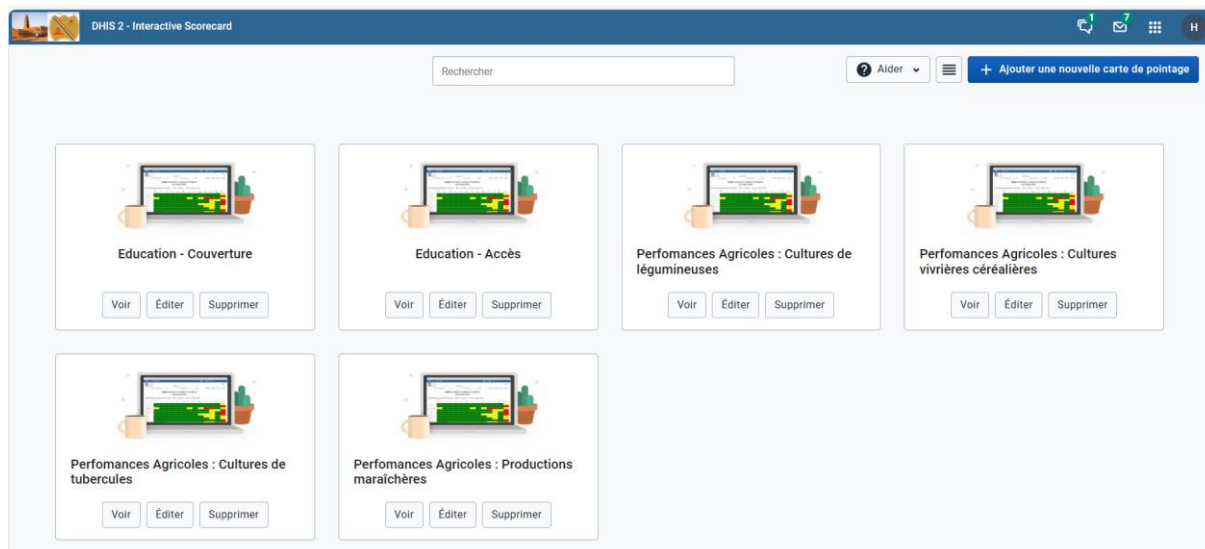 DHIS 2 - Interactive Scorecard
1
7
H
Rechercher
Aider
+ Ajouter une nouvelle carte de pointage
Education - Couverture
Voir Éditer Supprimer
Education - Accès
Voir Éditer Supprimer
Perfomances Agricoles : Cultures de
légumineuses
Voir Éditer Supprimer
Perfomances Agricoles : Cultures
vivrières céréalières
Voir Éditer Supprimer
Perfomances Agricoles : Cultures de
tubercules
Voir Éditer Supprimer
Perfomances Agricoles : Productions
maraîchères
Voir Éditer Supprimer